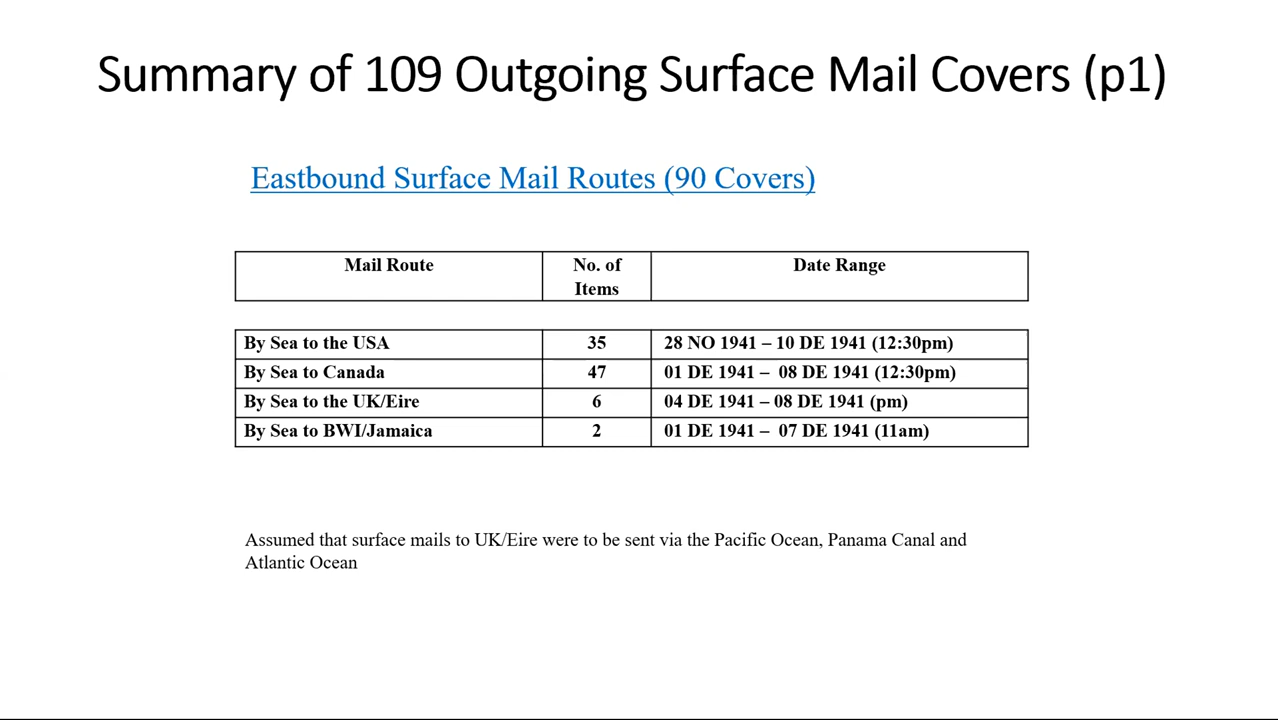 Summary of 109 Outgoing Surface Mail Covers (p1)
Eastbound Surface Mail Routes (90 Covers)
Mail Route No. of Items Date Range
By Sea to the USA 35 28 NO 1941 – 10 DE 1941 (12:30pm)
By Sea to Canada 47 01 DE 1941 – 08 DE 1941 (12:30pm)
By Sea to the UK/Eire 6 04 DE 1941 – 08 DE 1941 (pm)
By Sea to BWI/Jamaica 2 01 DE 1941 – 07 DE 1941 (11am)
Assumed that surface mails to UK/Eire were to be sent via the Pacific Ocean, Panama Canal and
Atlantic Ocean